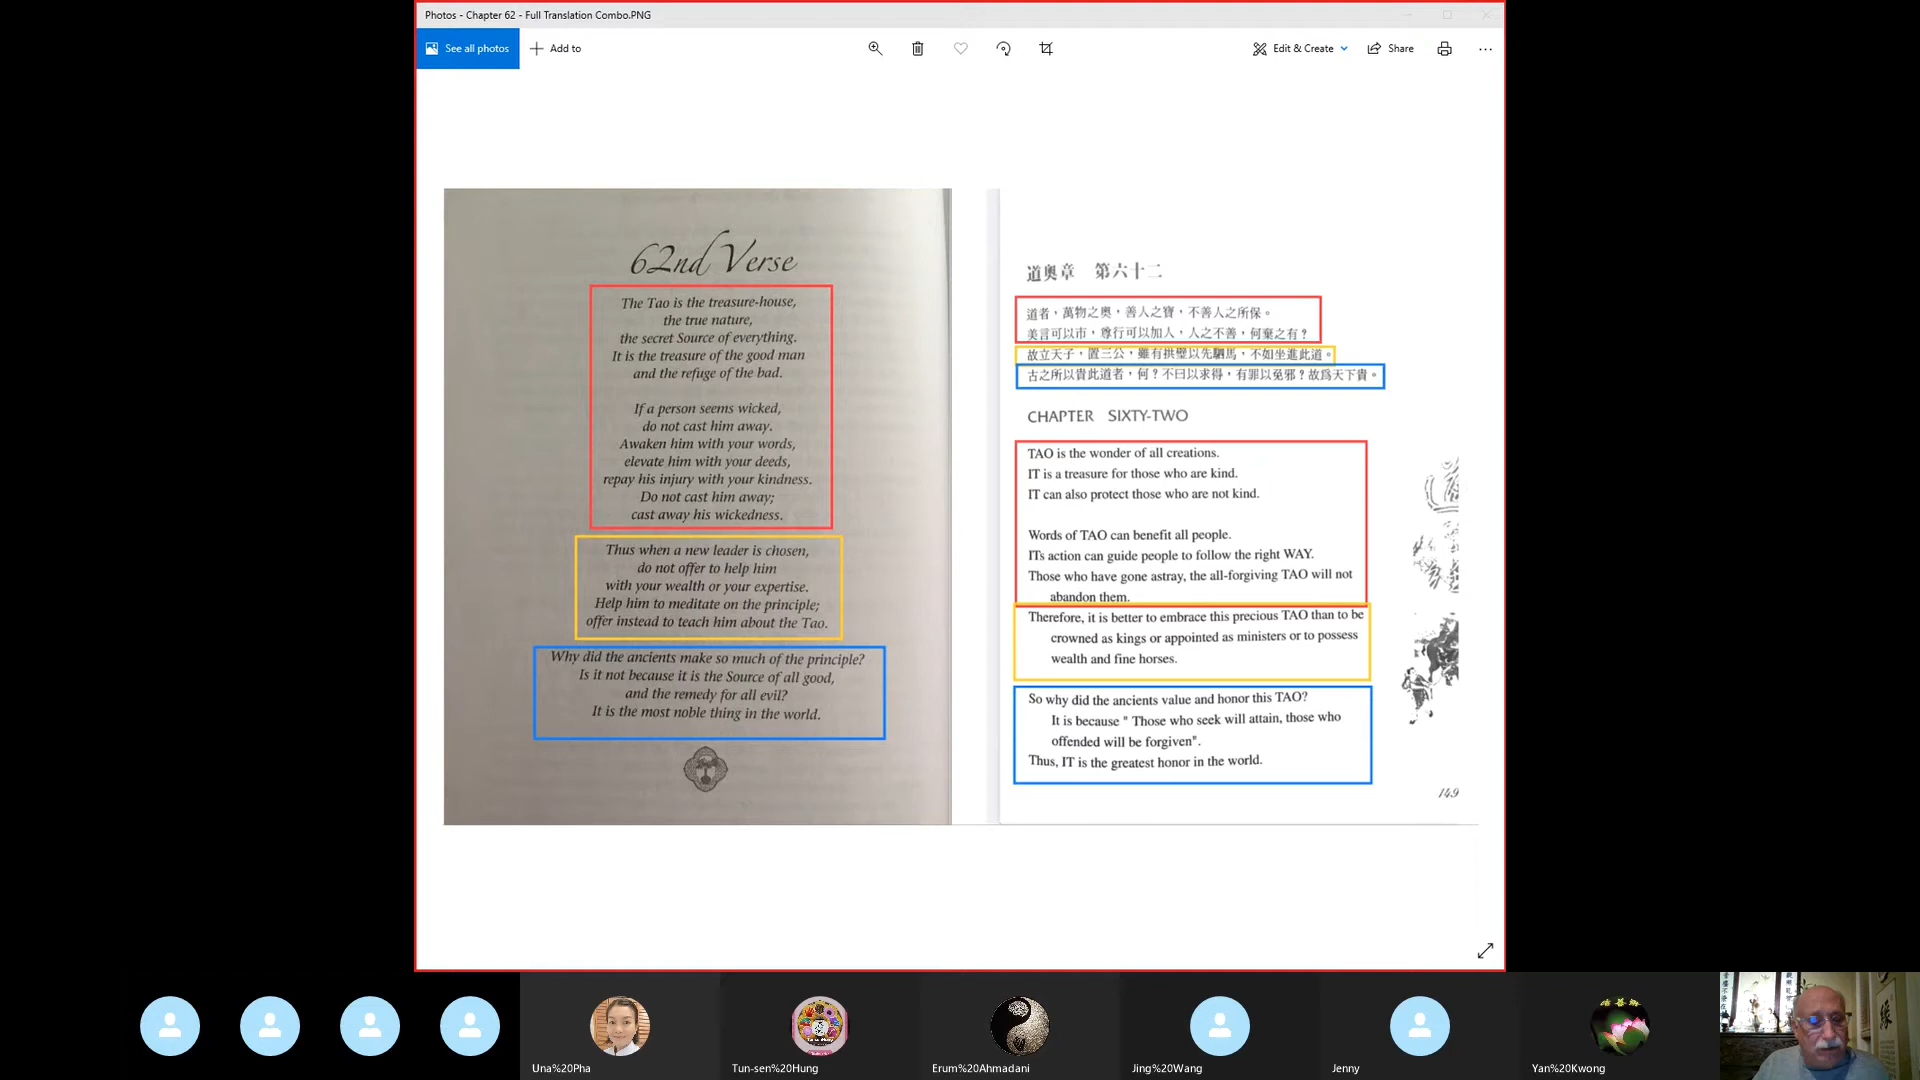 Photos - Chapter 62 - Full Translation Combo.PNG
See all photos
Add to
Edit & Create
Share
62nd Verse
The Tao is the treasure-house,
the true nature,
the secret Source of everything.
It is the treasure of the good man
and the refuge of the bad.
If a person seems wicked,
do not cast him away.
Awaken him with your words,
elevate him with your deeds,
repay his injury with your kindness.
Do not cast him away;
cast away his wickedness.
Thus when a new leader is chosen,
do not offer to help him
with your wealth or your expertise.
Help him to meditate on the principle;
offer instead to teach him about the Tao.
Why did the ancients make so much of the principle?
Is it not because it is the Source of all good,
and the remedy for all evil?
It is the most noble thing in the world.
道奧章 第六十二
道者，萬物之奧，善人之寶，不善人之所保。
美言可以市，尊行可以加人，人之不善，何棄之有？
故立天子，置三公，雖有拱璧以先駟馬，不如坐進此道。
古之所以貴此道者，何？不曰以求得，有罪以免邪？故爲天下貴。
CHAPTER SIXTY-TWO
TAO is the wonder of all creations.
IT is a treasure for those who are kind.
IT can also protect those who are not kind.
Words of TAO can benefit all people.
ITs action can guide people to follow the right WAY.
Those who have gone astray, the all-forgiving TAO will not
abandon them.
Therefore, it is better to embrace this precious TAO than to be
crowned as kings or appointed as ministers or to possess
wealth and fine horses.
So why did the ancients value and honor this TAO?
It is because " Those who seek will attain, those who
offended will be forgiven".
Thus, IT is the greatest honor in the world.
149
Una%20Pha
Tun-sen%20Hung
Erum%20Ahmadani
Jing%20Wang
Jenny
Yan%20Kwong